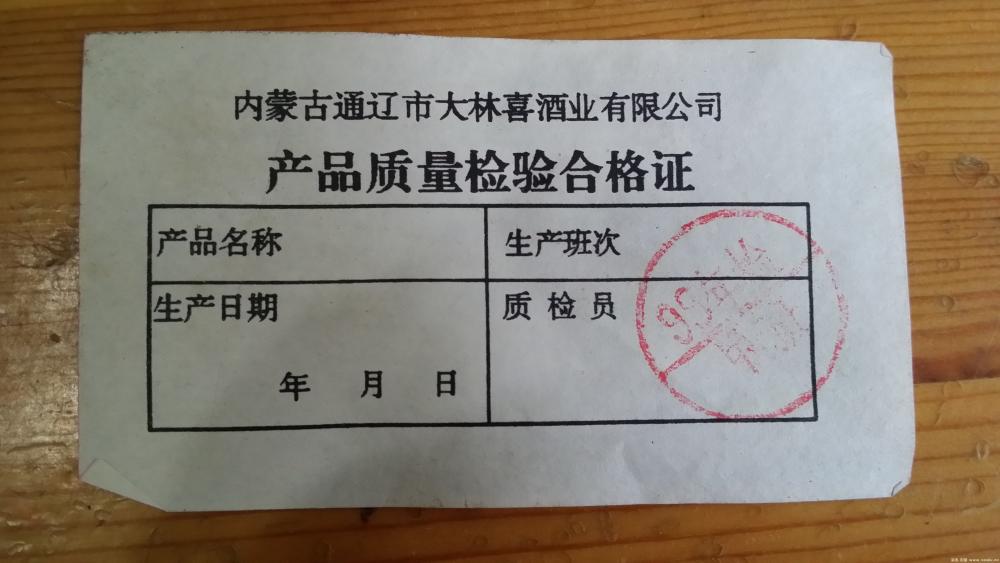 内蒙古通辽市大林喜酒业有限公司
产品质量检验合格证
产品名称 生产班次
生产日期 质检员
年 月 日